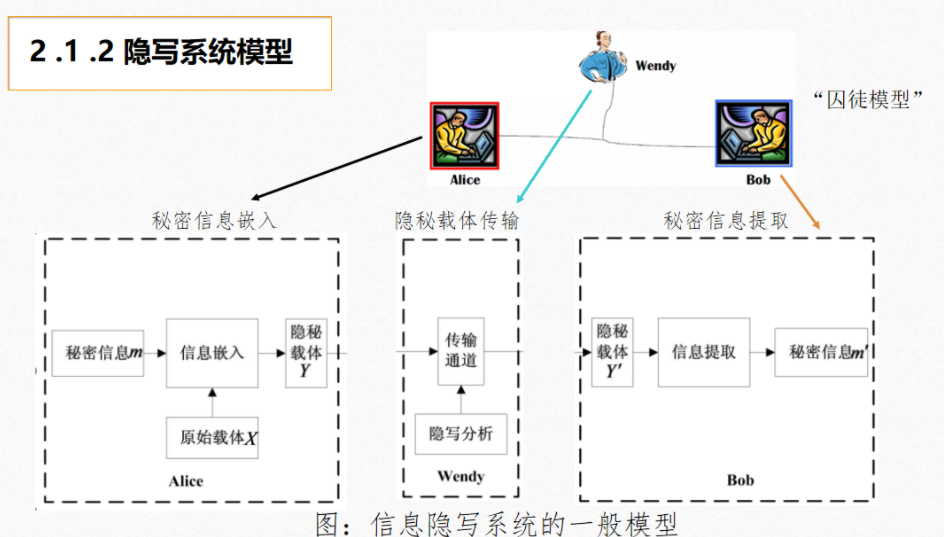 2 .1 .2 隐写系统模型
Wendy
“囚徒模型”
Alice
Bob
秘密信息嵌入
隐秘载体传输
秘密信息提取
秘密信息m
信息嵌入
隐秘
载体
Y
原始载体X
Alice
传输
通道
隐写分析
Wendy
隐秘
载体
Y'
信息提取
秘密信息m'
Bob
图：信息隐写系统的一般模型